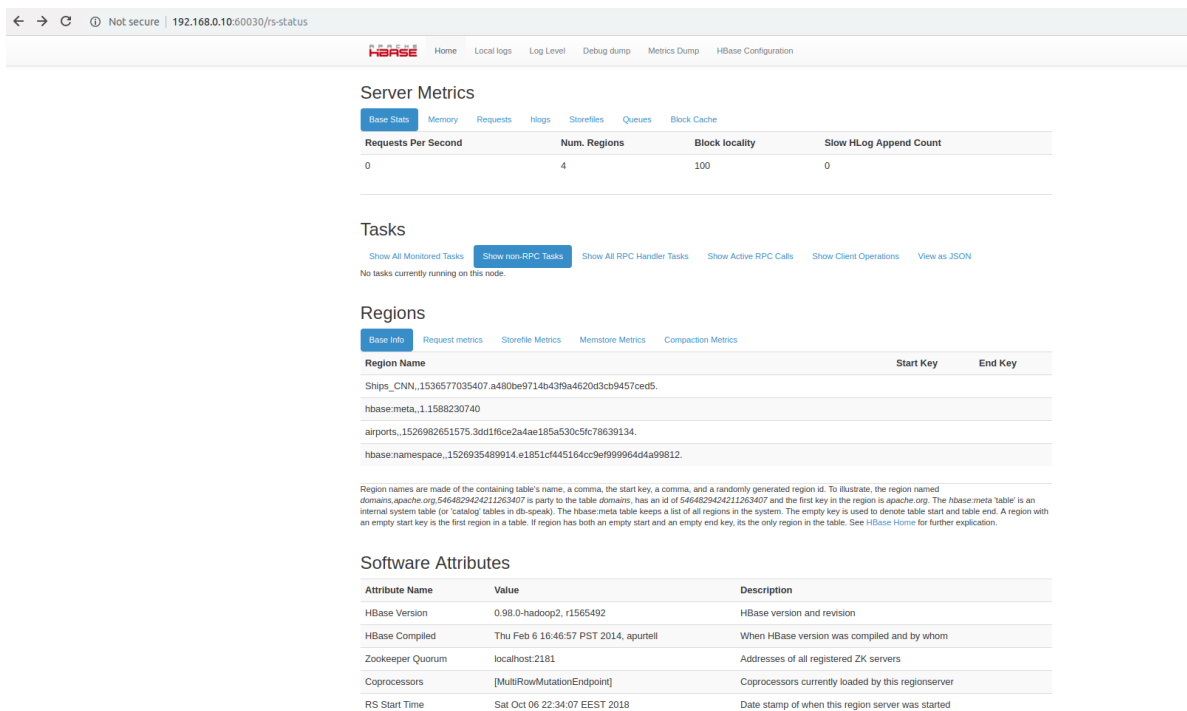 Not secure | 192.168.0.10:60030/rs-status
APACHE
HBASE Home Local logs Log Level Debug dump Metrics Dump HBase Configuration
Server Metrics
Base Stats Memory Requests hlogs Storefiles Queues Block Cache
Requests Per Second Num. Regions Block locality Slow HLog Append Count
0 4 100 0
Tasks
Show All Monitored Tasks Show non-RPC Tasks Show All RPC Handler Tasks Show Active RPC Calls Show Client Operations View as JSON
No tasks currently running on this node.
Regions
Base Info Request metrics Storefile Metrics Memstore Metrics Compaction Metrics
Region Name Start Key End Key
Ships_CNN,,1536577035407.a480be9714b43f9a4620d3cb9457ced5.
hbase:meta,,1.1588230740
airports,,1526982651575.3dd1f6ce2a4ae185a530c5fc78639134.
hbase:namespace,,1526935489914.e1851cf445164cc9ef999964d4a99812.
Region names are made of the containing table's name, a comma, the start key, a comma, and a randomly generated region id. To illustrate, the region named
domains,apache.org,5464829424211263407 is party to the table domains, has an id of 5464829424211263407 and the first key in the region is apache.org. The hbase:meta 'table' is an
internal system table (or 'catalog' tables in db-speak). The hbase:meta table keeps a list of all regions in the system. The empty key is used to denote table start and table end. A region with
an empty start key is the first region in a table. If region has both an empty start and an empty end key, its the only region in the table. See HBase Home for further explication.
Software Attributes
Attribute Name Value Description
HBase Version 0.98.0-hadoop2, r1565492 HBase version and revision
HBase Compiled Thu Feb 6 16:46:57 PST 2014, apurtell When HBase version was compiled and by whom
Zookeeper Quorum localhost:2181 Addresses of all registered ZK servers
Coprocessors [MultiRowMutationEndpoint] Coprocessors currently loaded by this regionserver
RS Start Time Sat Oct 06 22:34:07 EEST 2018 Date stamp of when this region server was started